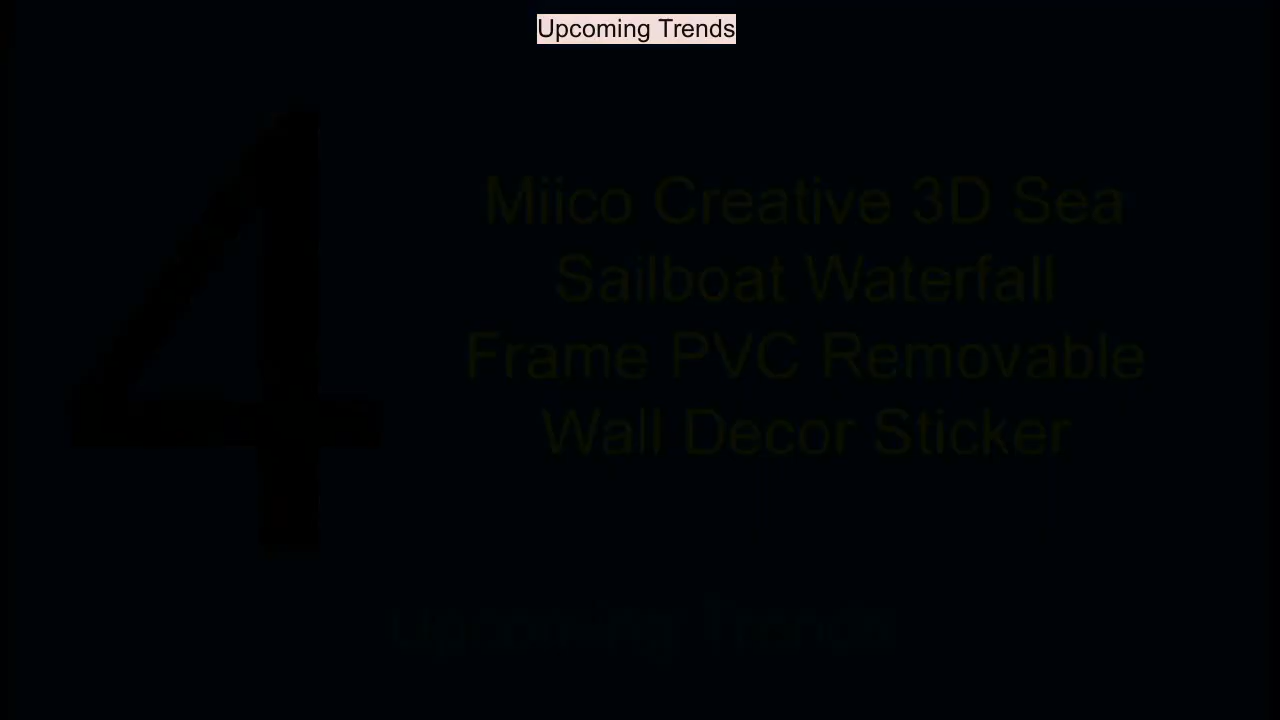 Upcoming Trends
4
Miico Creative 3D Sea
Sailboat Waterfall
Frame PVC Removable
Wall Decor Sticker
Upcoming Trends